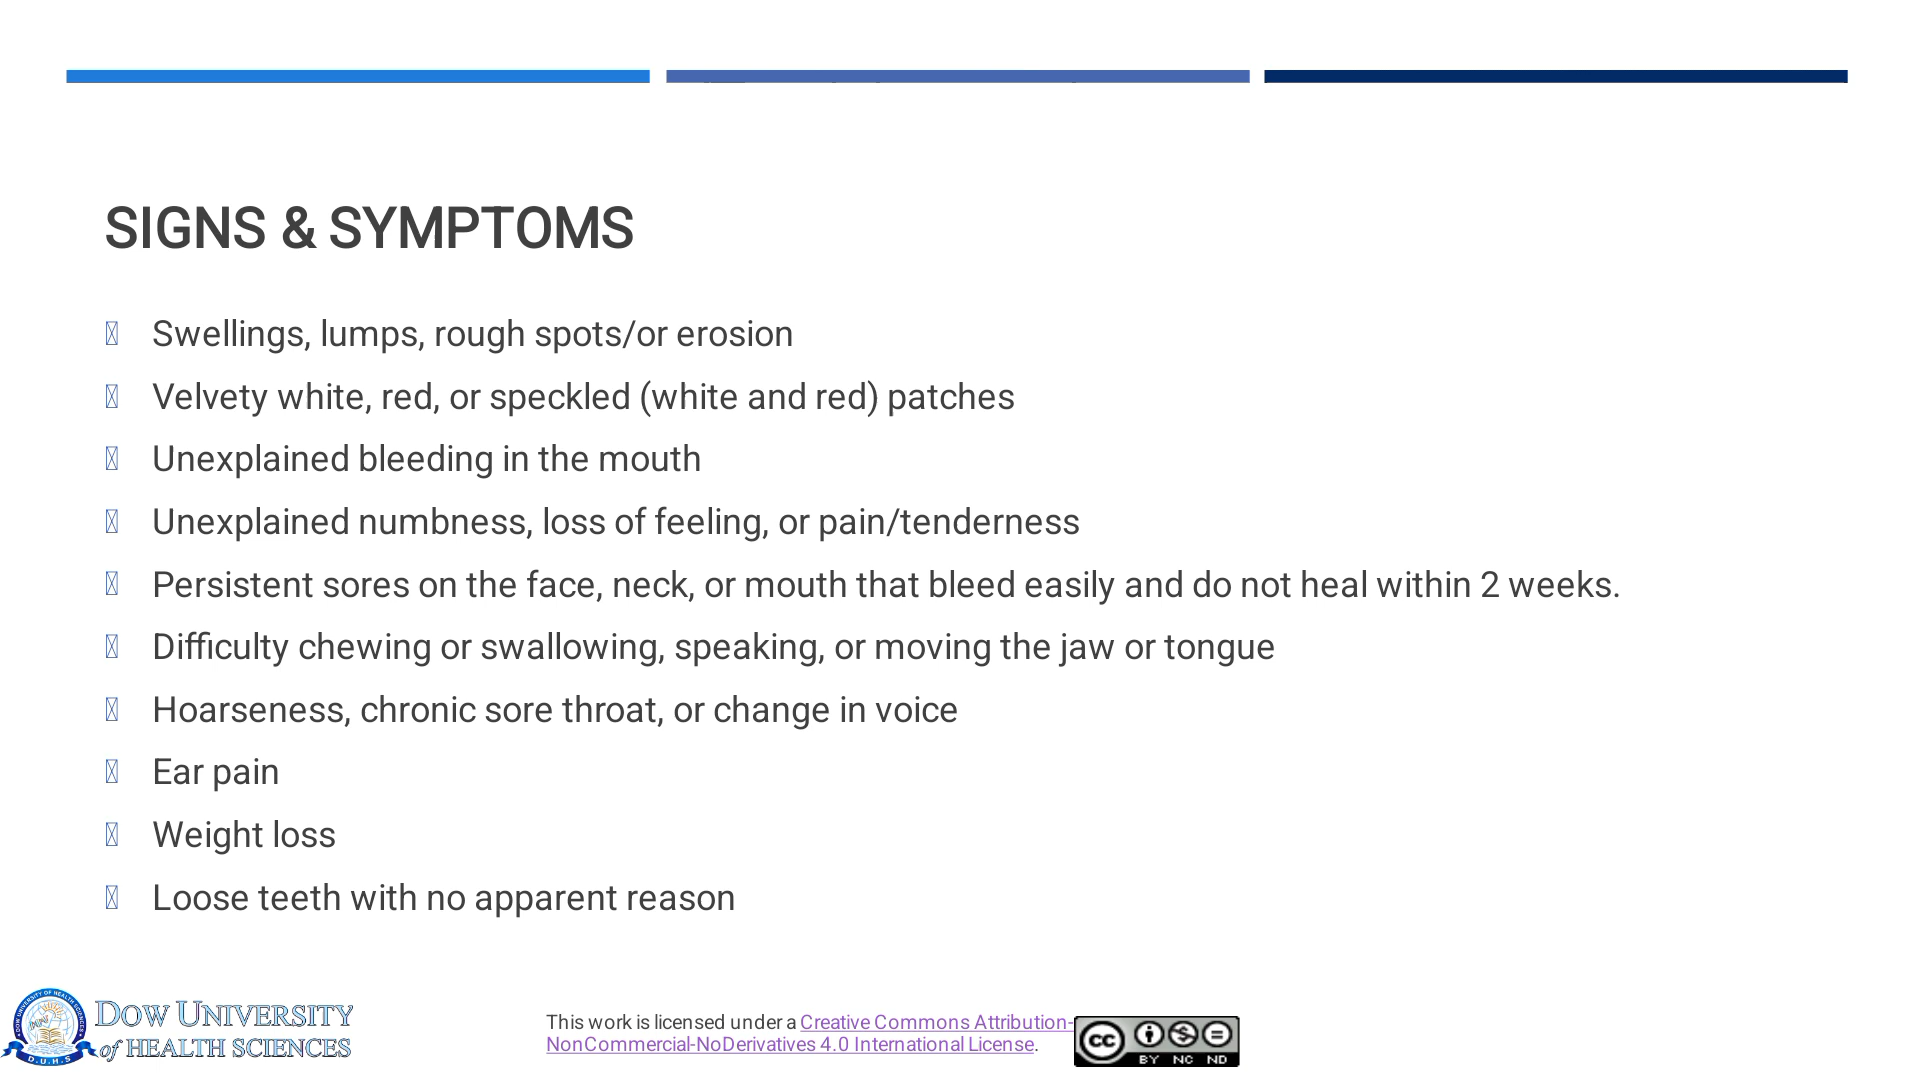 SIGNS & SYMPTOMS
Swellings, lumps, rough spots/or erosion
Velvety white, red, or speckled (white and red) patches
Unexplained bleeding in the mouth
Unexplained numbness, loss of feeling, or pain/tenderness
Persistent sores on the face, neck, or mouth that bleed easily and do not heal within 2 weeks.
Difficulty chewing or swallowing, speaking, or moving the jaw or tongue
Hoarseness, chronic sore throat, or change in voice
Ear pain
Weight loss
Loose teeth with no apparent reason
DOW UNIVERSITY
of HEALTH SCIENCES
D.U.H.S
This work is licensed under a Creative Commons Attribution-
NonCommercial-NoDerivatives 4.0 International License.
cc
BY NC ND